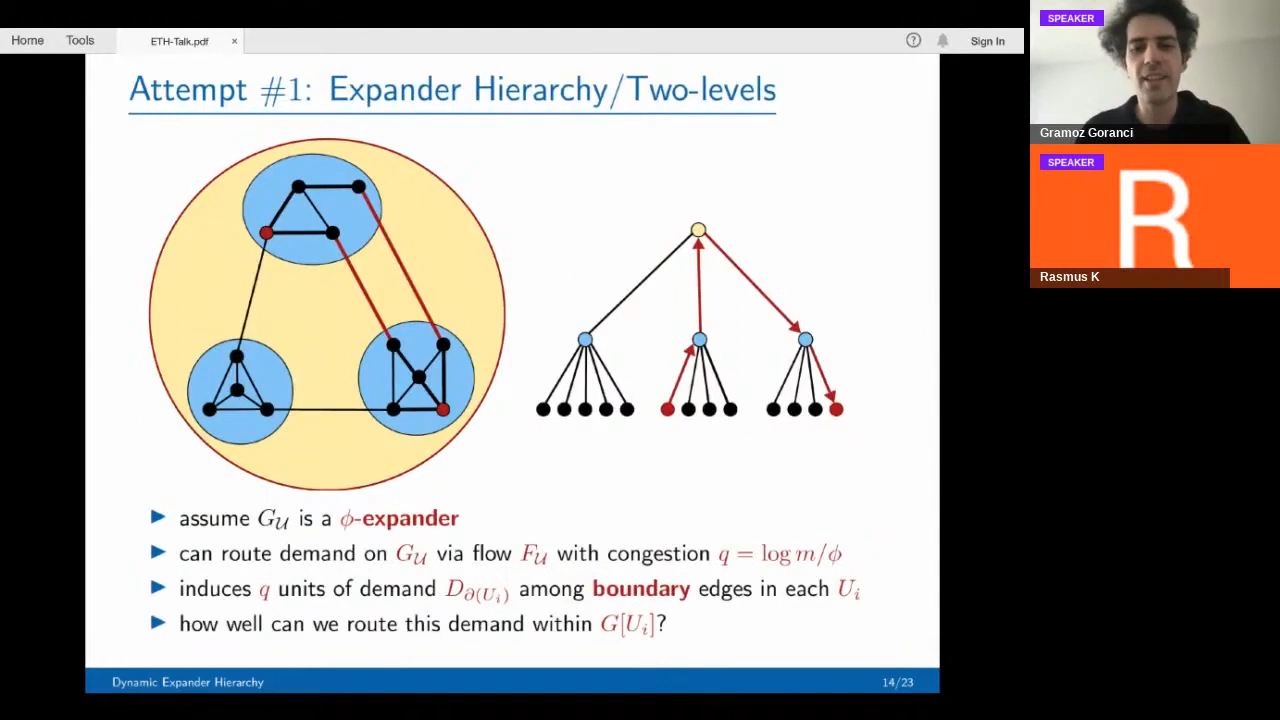 Home Tools ETH-Talk.pdf × ? Sign In
Attempt #1: Expander Hierarchy/Two-levels
assume G_𝒰 is a ϕ-expander
can route demand on G_𝒰 via flow F_𝒰 with congestion q = log m/ϕ
induces q units of demand D_∂(U_i) among boundary edges in each U_i
how well can we route this demand within G[U_i]?
Dynamic Expander Hierarchy 14/23
SPEAKER
Gramoz Goranci
SPEAKER
R
Rasmus K